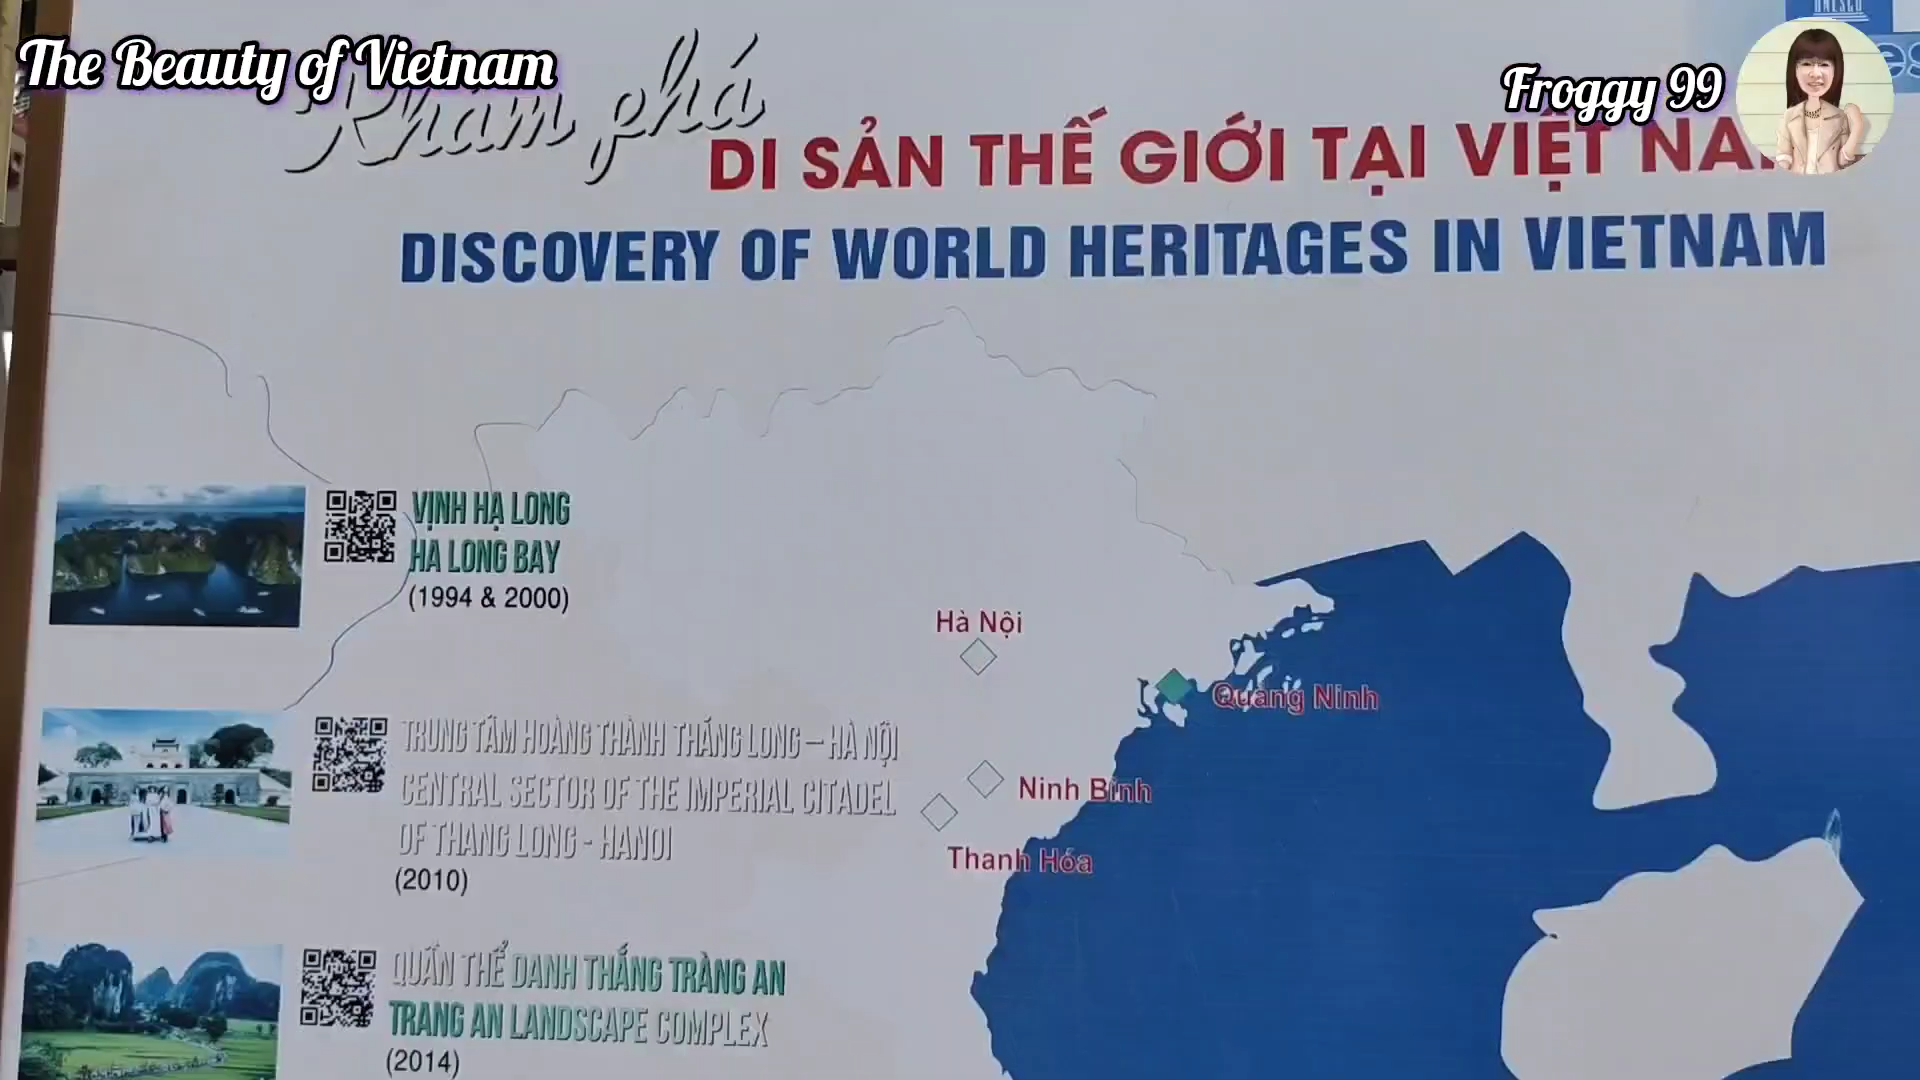 The Beauty of Vietnam
Froggy 99
UNESCO
Khám phá
DI SẢN THẾ GIỚI TẠI VIỆT
DISCOVERY OF WORLD HERITAGES IN VIETNAM
VỊNH HẠ LONG
HA LONG BAY
(1994 & 2000)
Hà Nội
Quảng Ninh
TRUNG TÂM HOÀNG THÀNH THĂNG LONG – HÀ NỘI
CENTRAL SECTOR OF THE IMPERIAL CITADEL
OF THANG LONG - HANOI
(2010)
Ninh Bình
Thanh Hóa
QUẦN THỂ DANH THẮNG TRÀNG AN
TRANG AN LANDSCAPE COMPLEX
(2014)